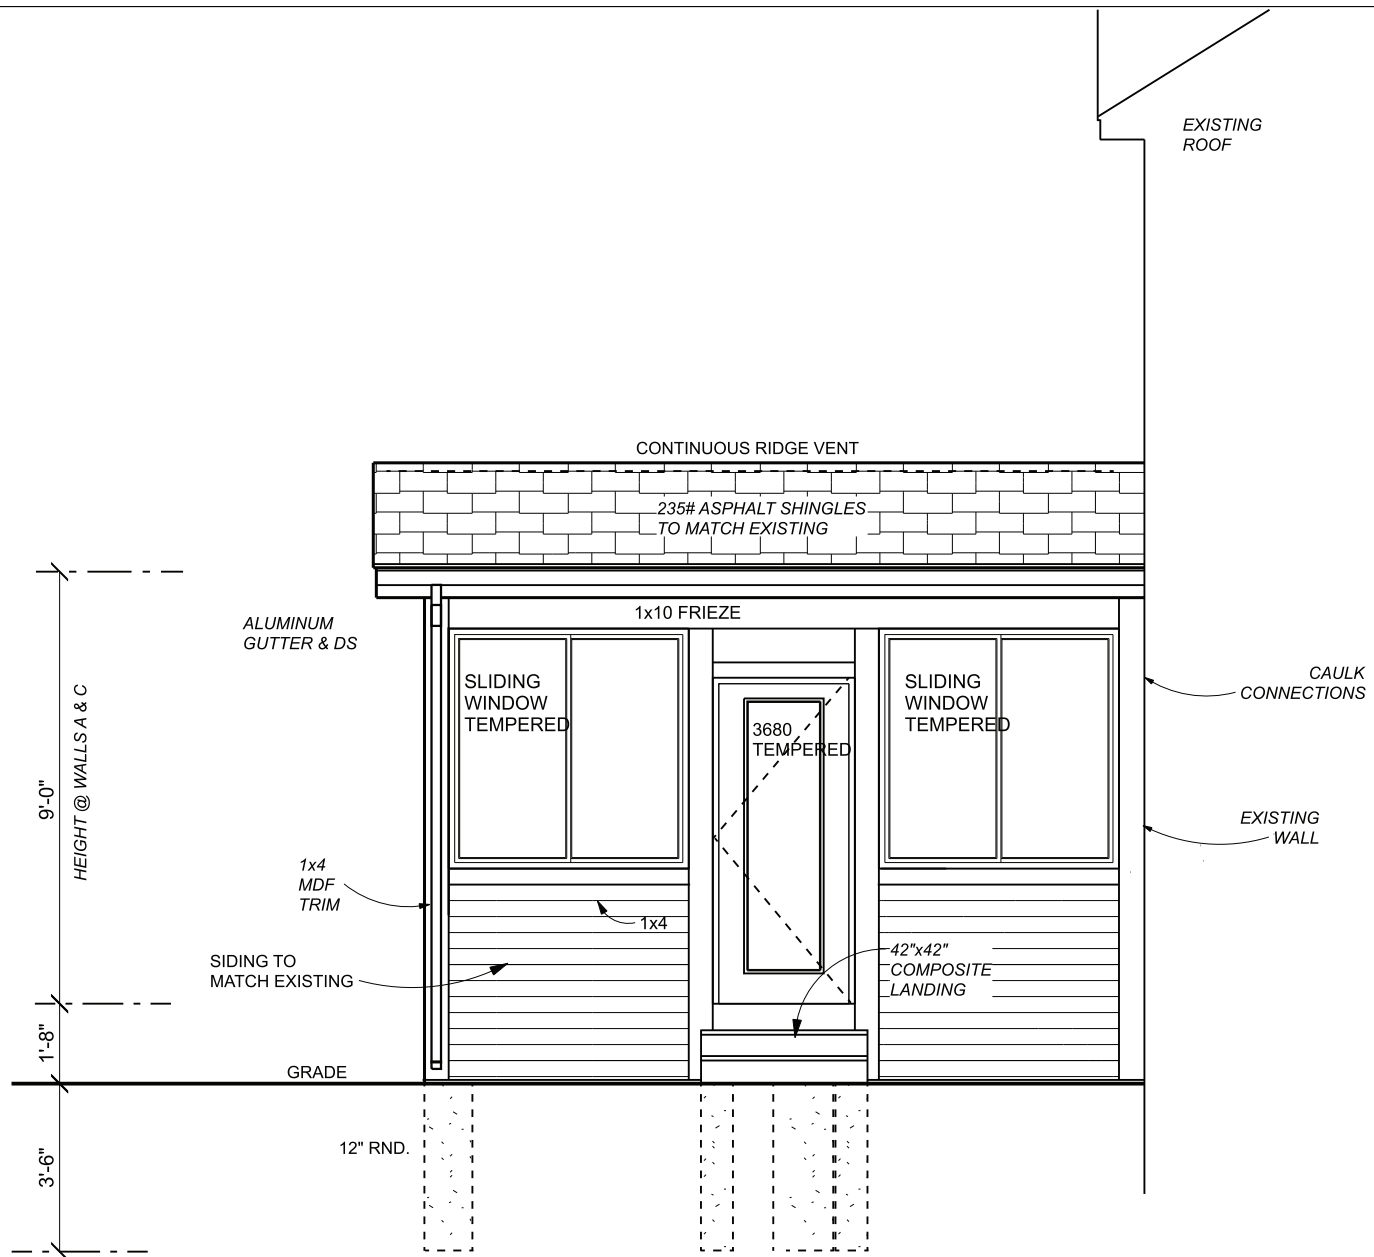 EXISTING
ROOF
CONTINUOUS RIDGE VENT
235# ASPHALT SHINGLES
TO MATCH EXISTING
1x10 FRIEZE
ALUMINUM
GUTTER & DS
SLIDING
WINDOW
TEMPERED
3680
TEMPERED
SLIDING
WINDOW
TEMPERED
CAULK
CONNECTIONS
9'-0"
HEIGHT @ WALLS A & C
EXISTING
WALL
1x4
MDF
TRIM
1x4
SIDING TO
MATCH EXISTING
42"x42"
COMPOSITE
LANDING
1'-8"
GRADE
12" RND.
3'-6"